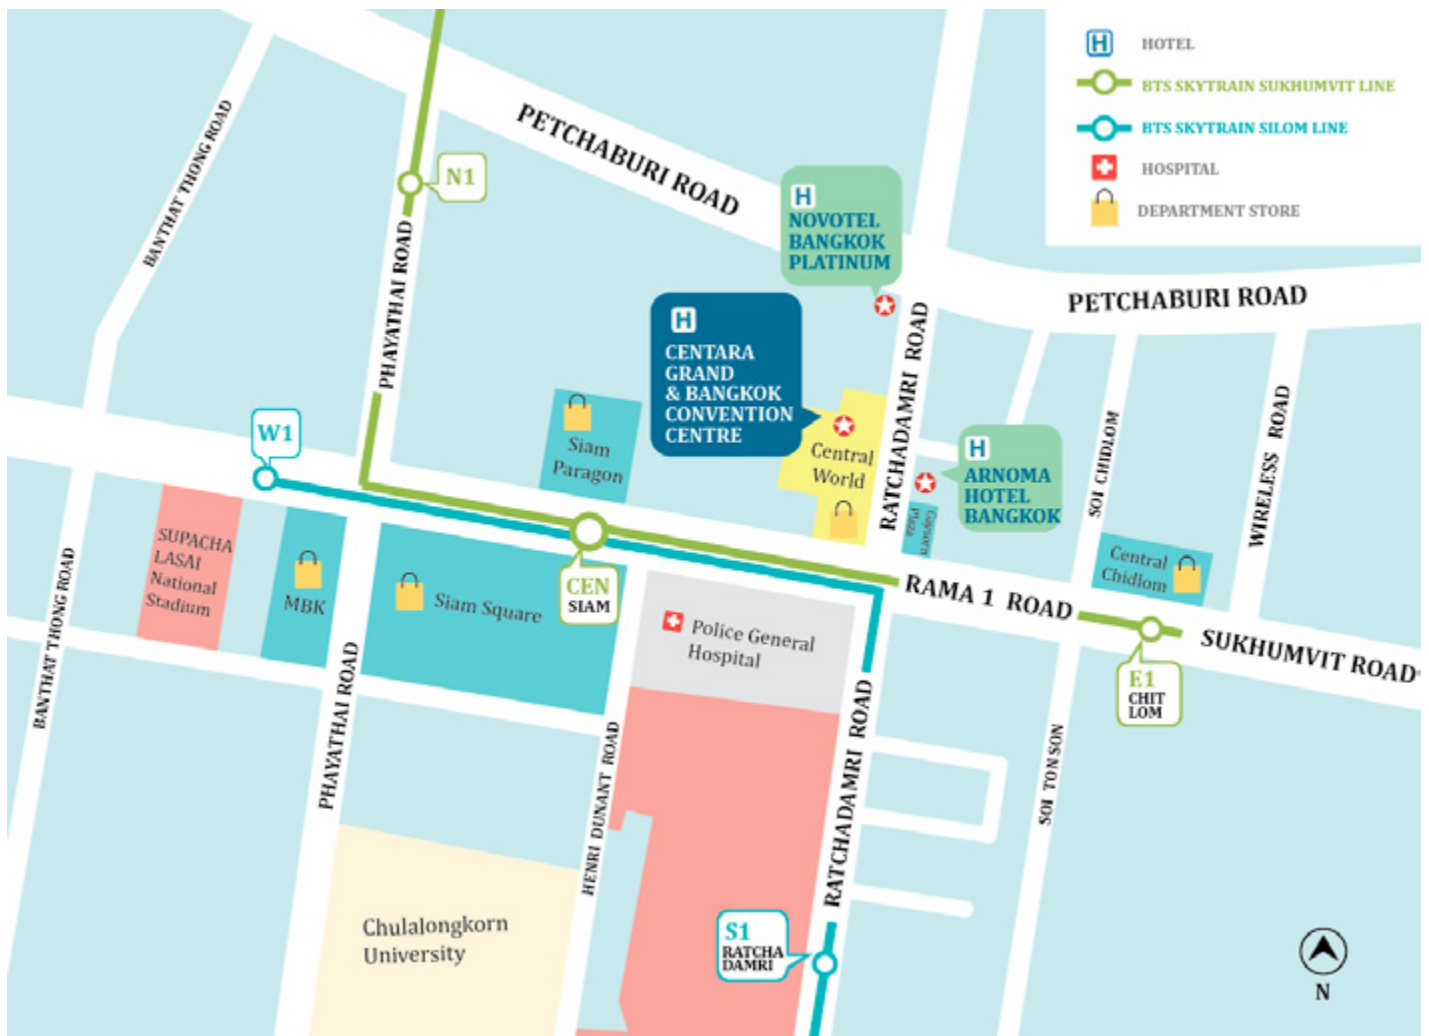 H HOTEL
BTS SKYTRAIN SUKHUMVIT LINE
BTS SKYTRAIN SILOM LINE
HOSPITAL
DEPARTMENT STORE
PETCHABURI ROAD
BANTHAT THONG ROAD
N1
PHAYATHAI ROAD
H
NOVOTEL
BANGKOK
PLATINUM
PETCHABURI ROAD
H
CENTARA
GRAND
& BANGKOK
CONVENTION
CENTRE
RATCHADAMRI ROAD
W1
Siam
Paragon
Central
World
H
ARNOMA
HOTEL
BANGKOK
Gaysorn
Plaza
SOI CHIDLOM
WIRELESS ROAD
Central
Chidlom
SUPACHA
LASAI
National
Stadium
MBK
Siam Square
CEN
SIAM
RAMA 1 ROAD
SUKHUMVIT ROAD
Police General
Hospital
E1
CHIT
LOM
BANTHAT THONG ROAD
PHAYATHAI ROAD
HENRI DUNANT ROAD
RATCHADAMRI ROAD
SOI TONSON
Chulalongkorn
University
S1
RATCHA
DAMRI
N